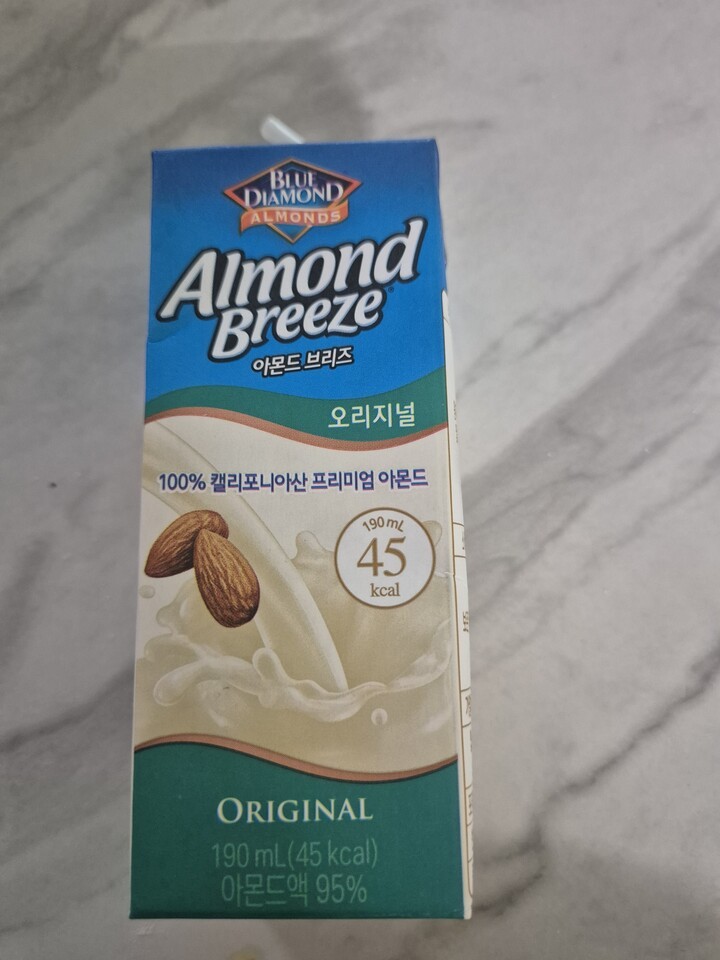 BLUE
DIAMOND
ALMONDS
Almond
Breeze
아몬드 브리즈
오리지널
100% 캘리포니아산 프리미엄 아몬드
190 mL
45
kcal
ORIGINAL
190 mL(45 kcal)
아몬드액 95%